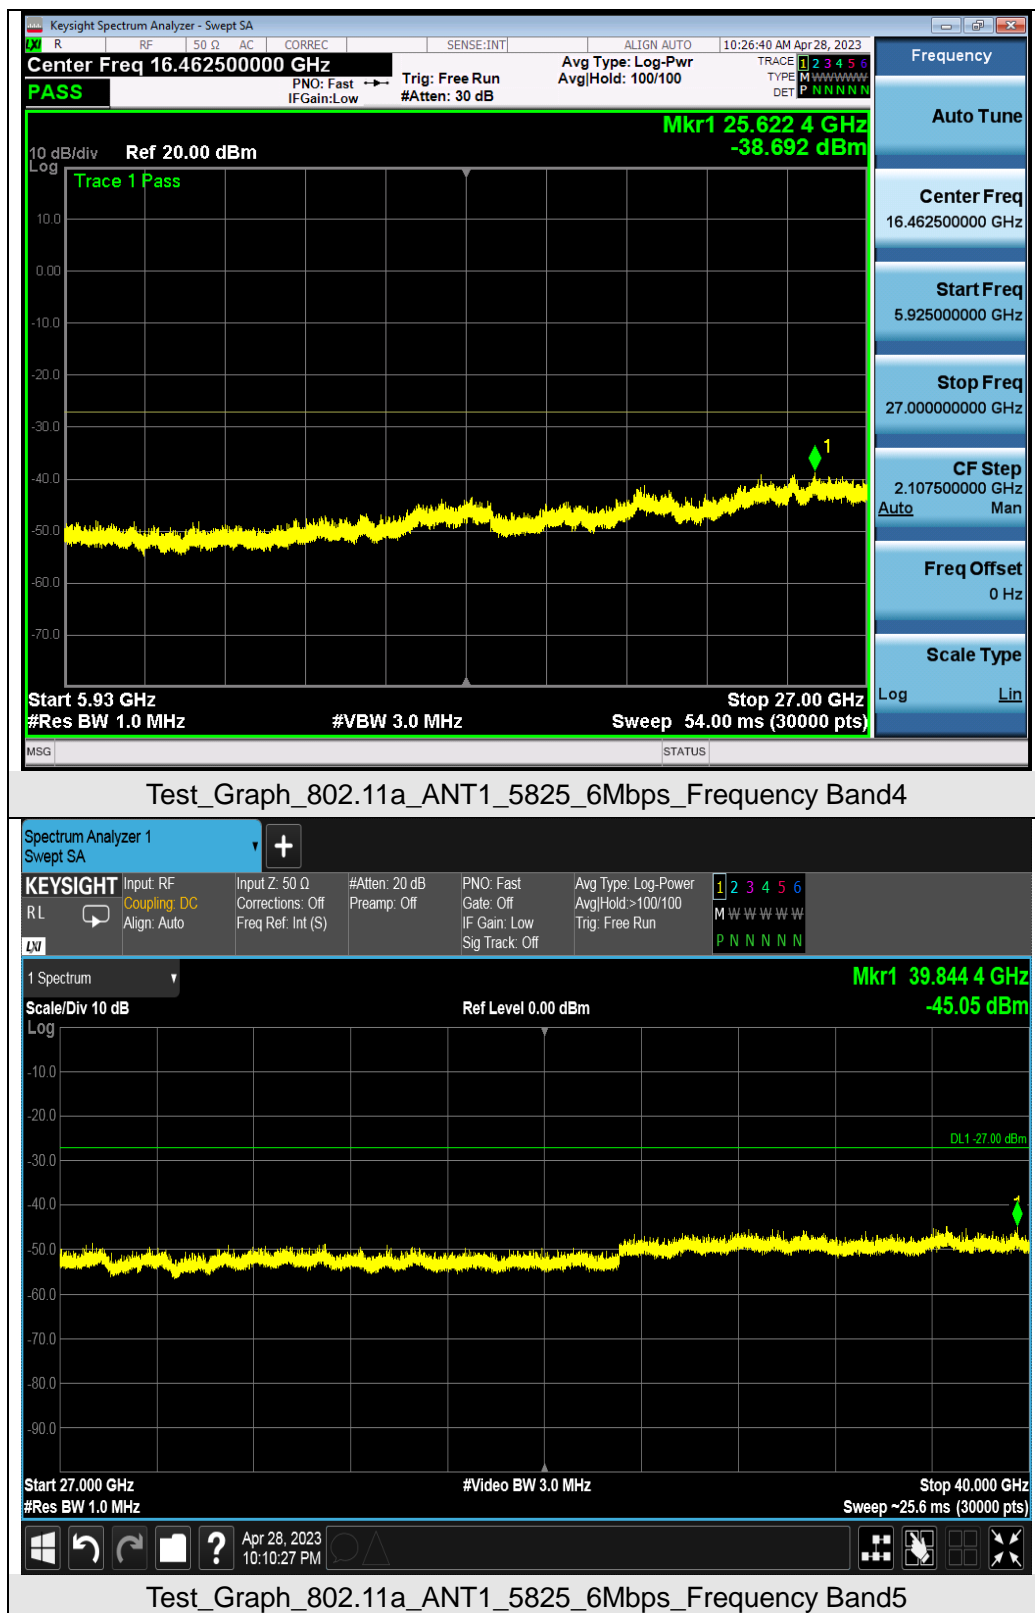 Keysight Spectrum Analyzer - Swept SA
LXI R RF 50 Ω AC CORREC SENSE:INT ALIGN AUTO 10:26:40 AM Apr 28, 2023
Center Freq 16.462500000 GHz
PASS
PNO: Fast
IFGain:Low
Trig: Free Run
#Atten: 30 dB
Avg Type: Log-Pwr
Avg|Hold: 100/100
TRACE 1 2 3 4 5 6
TYPE M WWWWW
DET P N N N N N
Mkr1 25.622 4 GHz
-38.692 dBm
10 dB/div Ref 20.00 dBm
Log
Trace 1 Pass
10.0
0.00
-10.0
-20.0
-30.0
-40.0
-50.0
-60.0
-70.0
1
Start 5.93 GHz Stop 27.00 GHz
#Res BW 1.0 MHz #VBW 3.0 MHz Sweep 54.00 ms (30000 pts)
MSG STATUS
Frequency
Auto Tune
Center Freq
16.462500000 GHz
Start Freq
5.925000000 GHz
Stop Freq
27.000000000 GHz
CF Step
2.107500000 GHz
Auto Man
Freq Offset
0 Hz
Scale Type
Log Lin
Test_Graph_802.11a_ANT1_5825_6Mbps_Frequency Band4
Spectrum Analyzer 1
Swept SA
+
KEYSIGHT
R L
LXI
Input: RF
Coupling: DC
Align: Auto
Input Z: 50 Ω
Corrections: Off
Freq Ref: Int (S)
#Atten: 20 dB
Preamp: Off
PNO: Fast
Gate: Off
IF Gain: Low
Sig Track: Off
Avg Type: Log-Power
Avg|Hold:>100/100
Trig: Free Run
1 2 3 4 5 6
M W W W W W
P N N N N N
1 Spectrum
Mkr1 39.844 4 GHz
-45.05 dBm
Scale/Div 10 dB Ref Level 0.00 dBm
Log
-10.0
-20.0
-30.0
-40.0
-50.0
-60.0
-70.0
-80.0
-90.0
DL1 -27.00 dBm
1
Start 27.000 GHz #Video BW 3.0 MHz Stop 40.000 GHz
#Res BW 1.0 MHz Sweep ~25.6 ms (30000 pts)
? Apr 28, 2023
10:10:27 PM
Test_Graph_802.11a_ANT1_5825_6Mbps_Frequency Band5